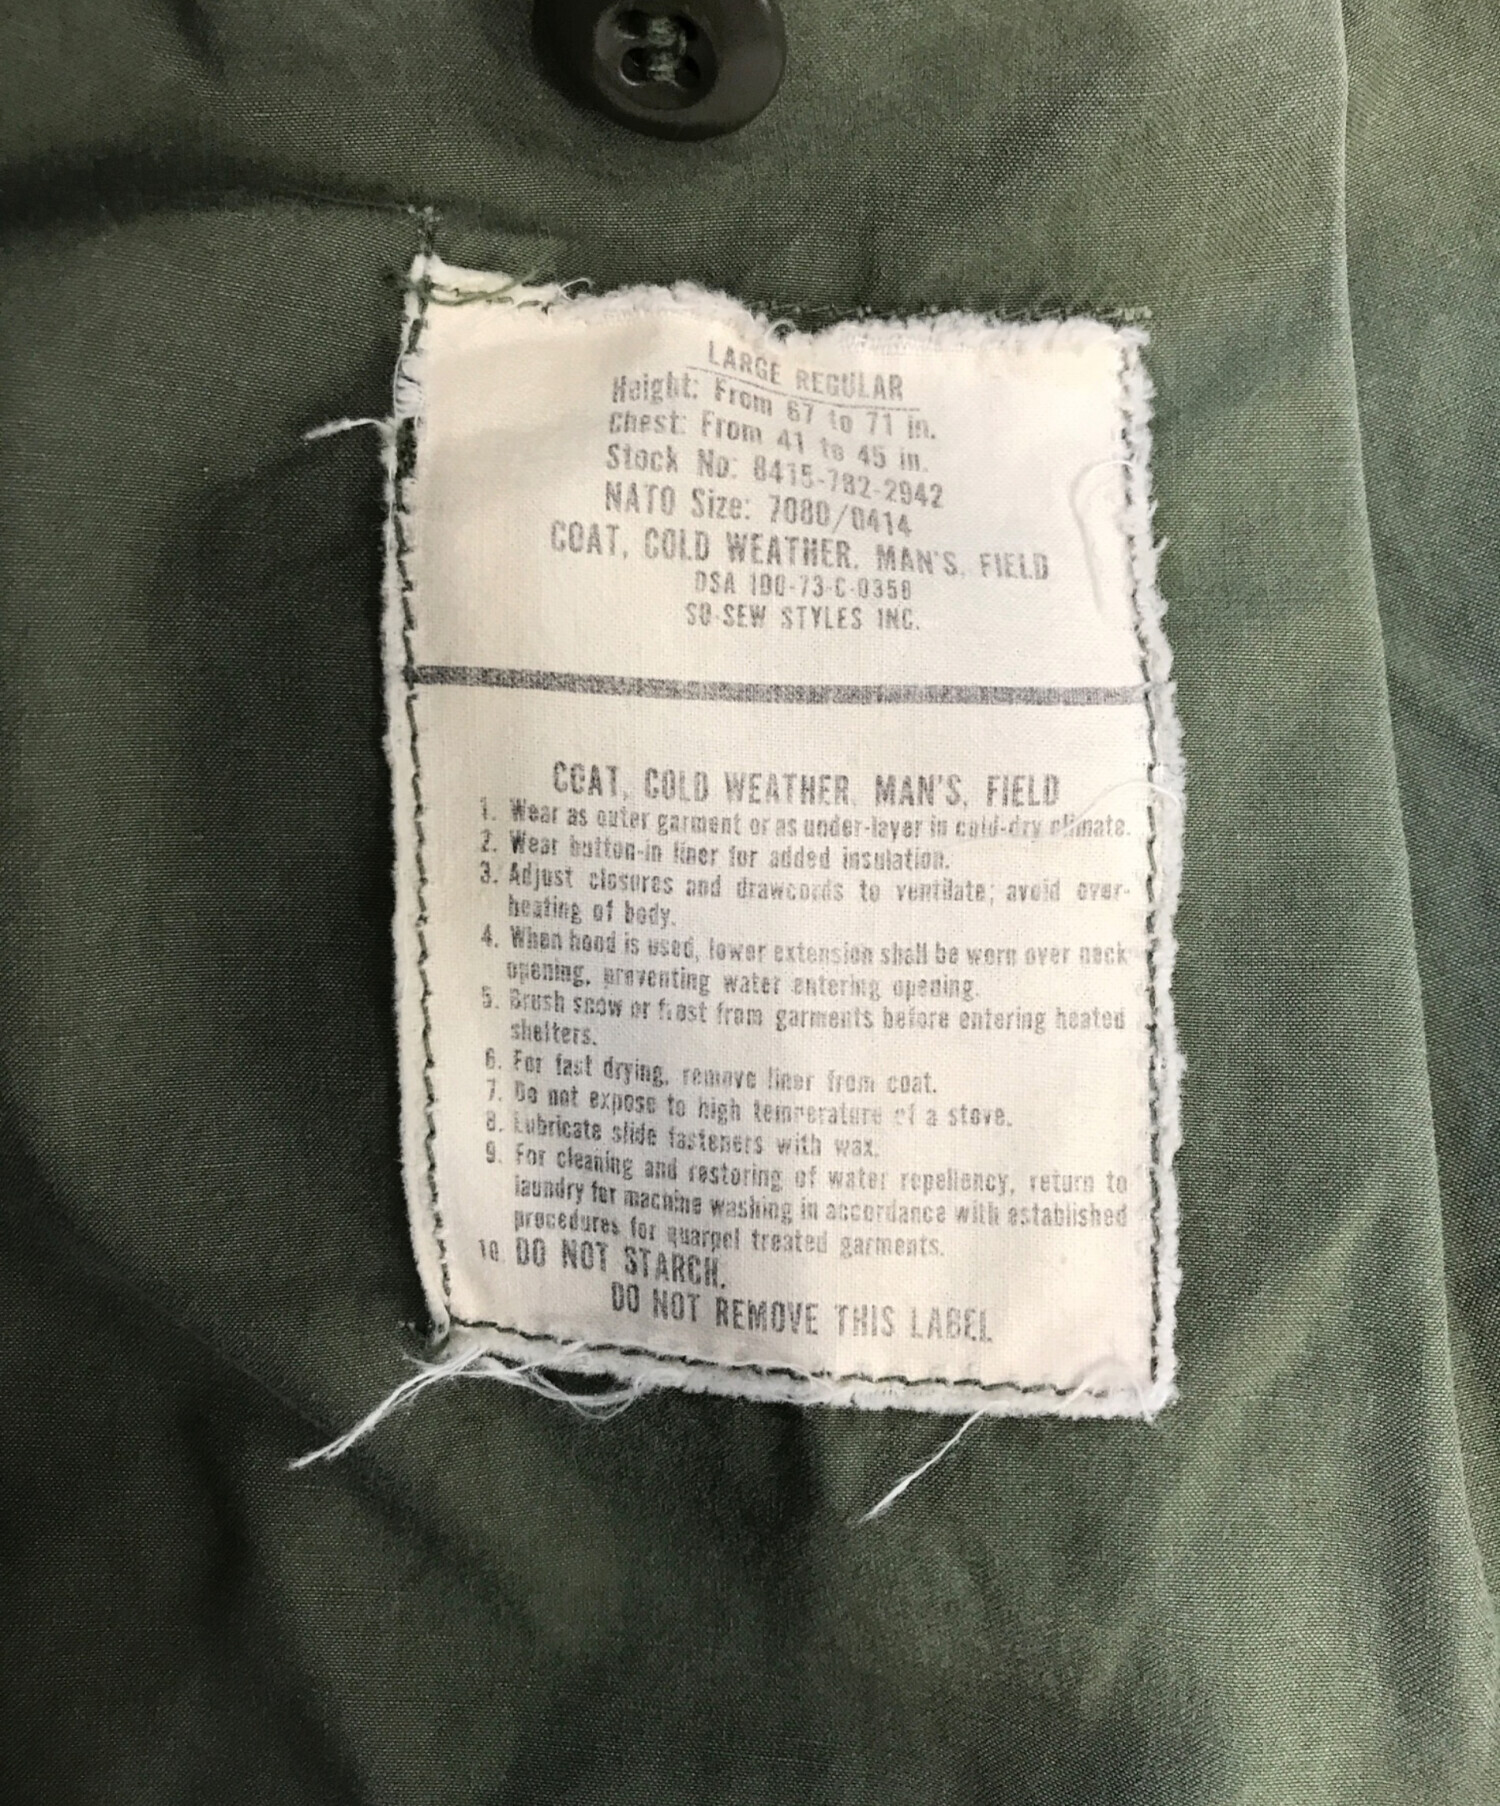 LARGE REGULAR
Height: From 67 to 71 in.
Chest: From 41 to 45 in.
Stock No: 8415-782-2942
NATO Size: 7080/0414
COAT, COLD WEATHER, MAN'S, FIELD
DSA 100-73-C-0358
SO-SEW STYLES INC.
COAT, COLD WEATHER, MAN'S, FIELD
1. Wear as outer garment or as under-layer in cold-dry climate.
2. Wear button-in liner for added insulation.
3. Adjust closures and drawcords to ventilate; avoid over-
heating of body.
4. When hood is used, lower extension shall be worn over neck
opening, preventing water entering opening.
5. Brush snow or frost from garments before entering heated
shelters.
6. For fast drying, remove liner from coat.
7. Do not expose to high temperature of a stove.
8. Lubricate slide fasteners with wax.
9. For cleaning and restoring of water repellency, return to
laundry for machine washing in accordance with established
procedures for quarpel treated garments.
10. DO NOT STARCH.
DO NOT REMOVE THIS LABEL